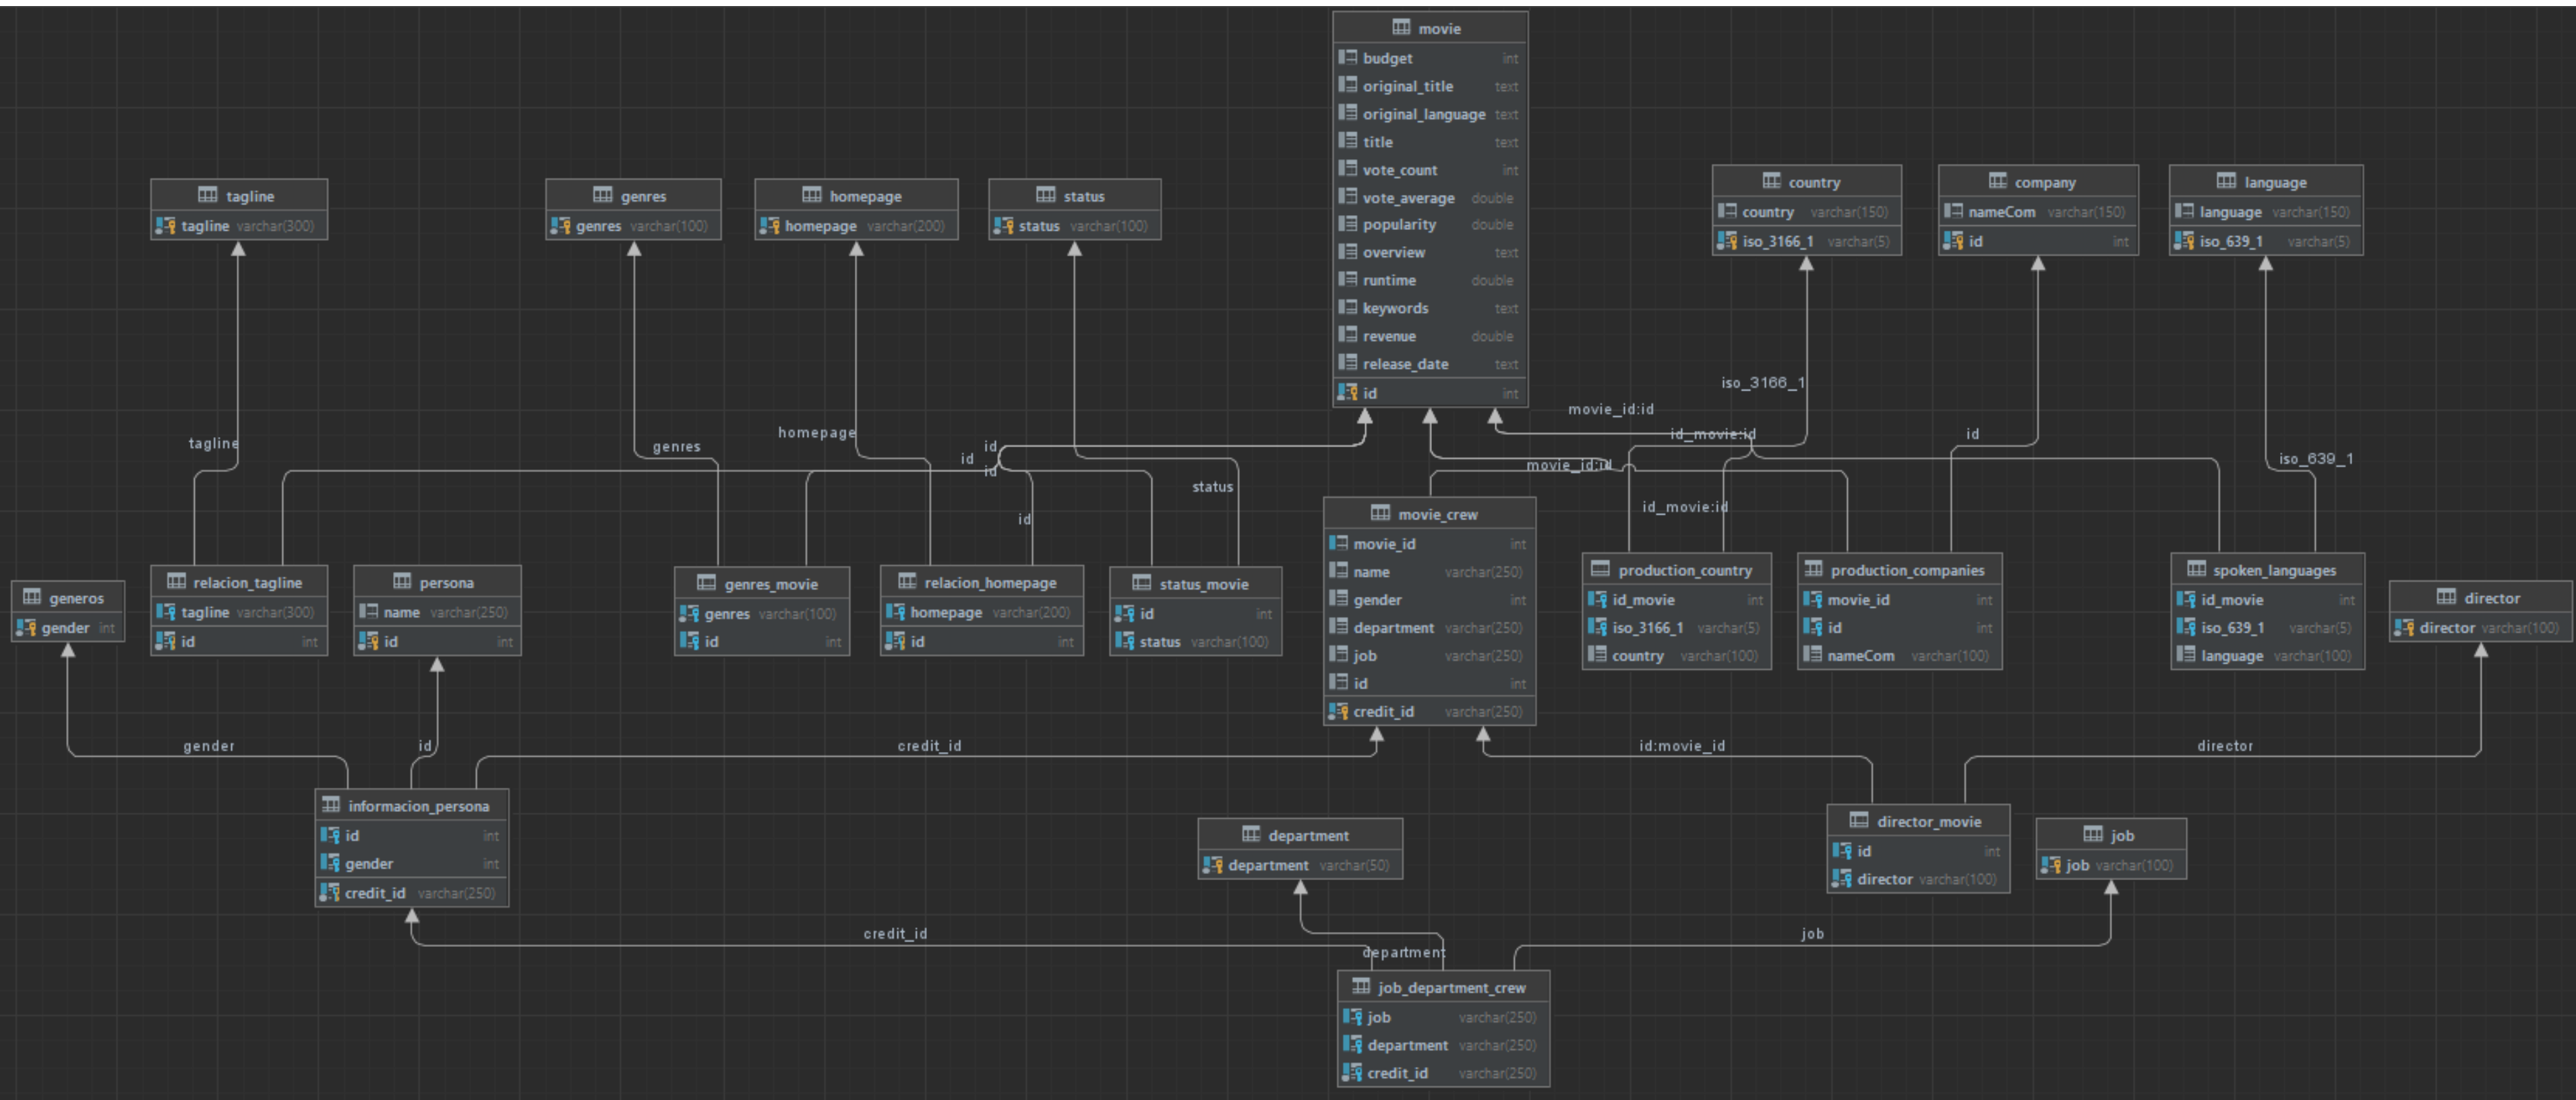 movie
budget int
original_title text
original_language text
title text
vote_count int
vote_average double
popularity double
overview text
runtime double
keywords text
revenue double
release_date text
id int
tagline
tagline varchar(300)
genres
genres varchar(100)
homepage
homepage varchar(200)
status
status varchar(100)
country
country varchar(150)
iso_3166_1 varchar(5)
company
nameCom varchar(150)
id int
language
language varchar(150)
iso_639_1 varchar(5)
tagline
genres
homepage
id
id
id
id
status
iso_3166_1
movie_id:id
id_movie:id
movie_id:id
id_movie:id
id
iso_639_1
generos
gender int
relacion_tagline
tagline varchar(300)
id int
persona
name varchar(250)
id int
genres_movie
genres varchar(100)
id int
relacion_homepage
homepage varchar(200)
id int
status_movie
id int
status varchar(100)
movie_crew
movie_id int
name varchar(250)
gender int
department varchar(250)
job varchar(250)
id int
credit_id varchar(250)
production_country
id_movie int
iso_3166_1 varchar(5)
country varchar(100)
production_companies
movie_id int
id int
nameCom varchar(100)
spoken_languages
id_movie int
iso_639_1 varchar(5)
language varchar(100)
director
director varchar(100)
gender
id
credit_id
id:movie_id
director
informacion_persona
id int
gender int
credit_id varchar(250)
department
department varchar(50)
director_movie
id int
director varchar(100)
job
job varchar(100)
credit_id
department
job
job_department_crew
job varchar(250)
department varchar(250)
credit_id varchar(250)